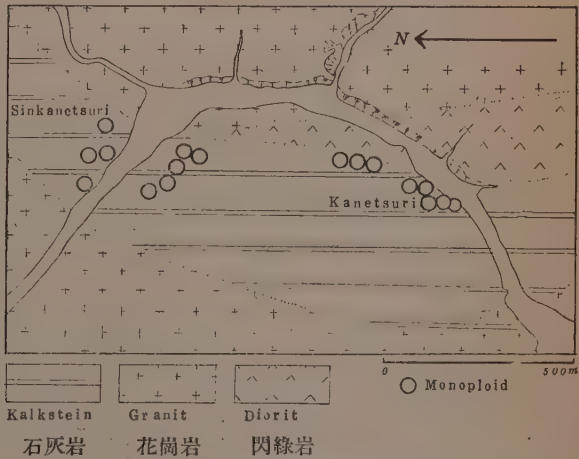 N
Sinkanetsuri
Kanetsuri
0 500m
Monoploid
Kalkstein Granit Diorit
石灰岩 花崗岩 閃綠岩